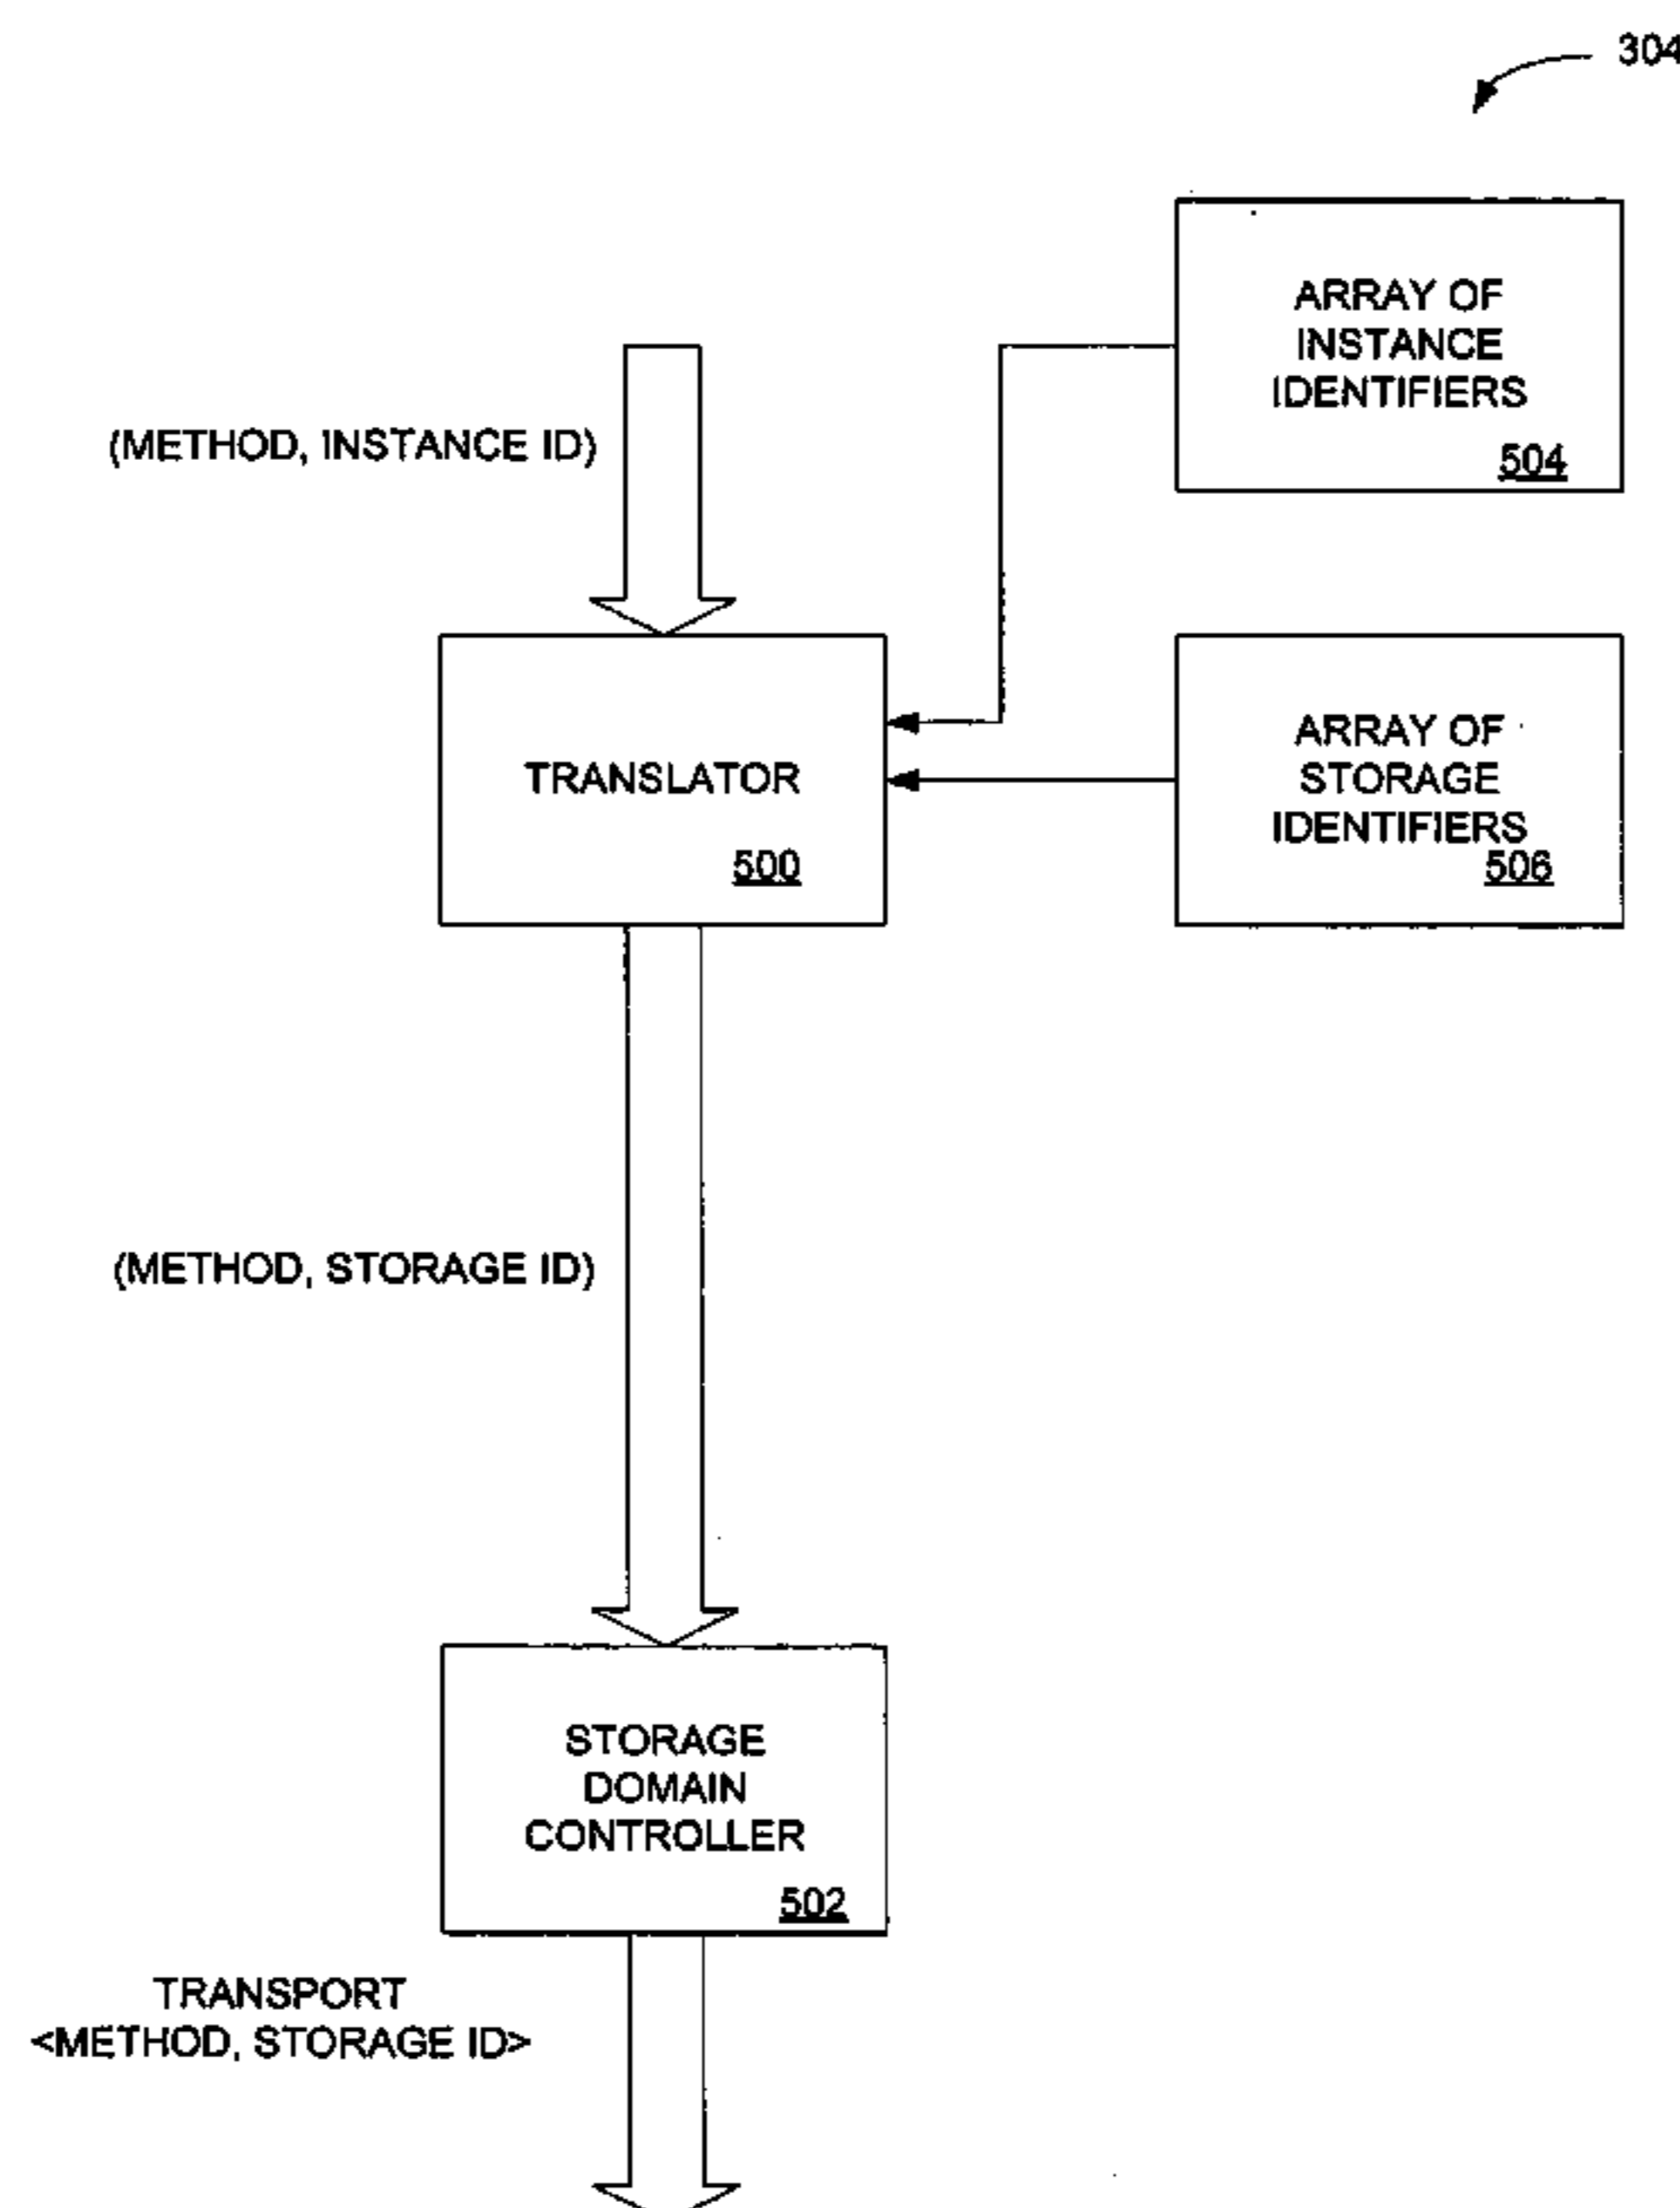 304
ARRAY OF
INSTANCE
IDENTIFIERS
504
(METHOD, INSTANCE ID)
TRANSLATOR
500
ARRAY OF
STORAGE
IDENTIFIERS
506
(METHOD, STORAGE ID)
STORAGE
DOMAIN
CONTROLLER
502
TRANSPORT
<METHOD, STORAGE ID>